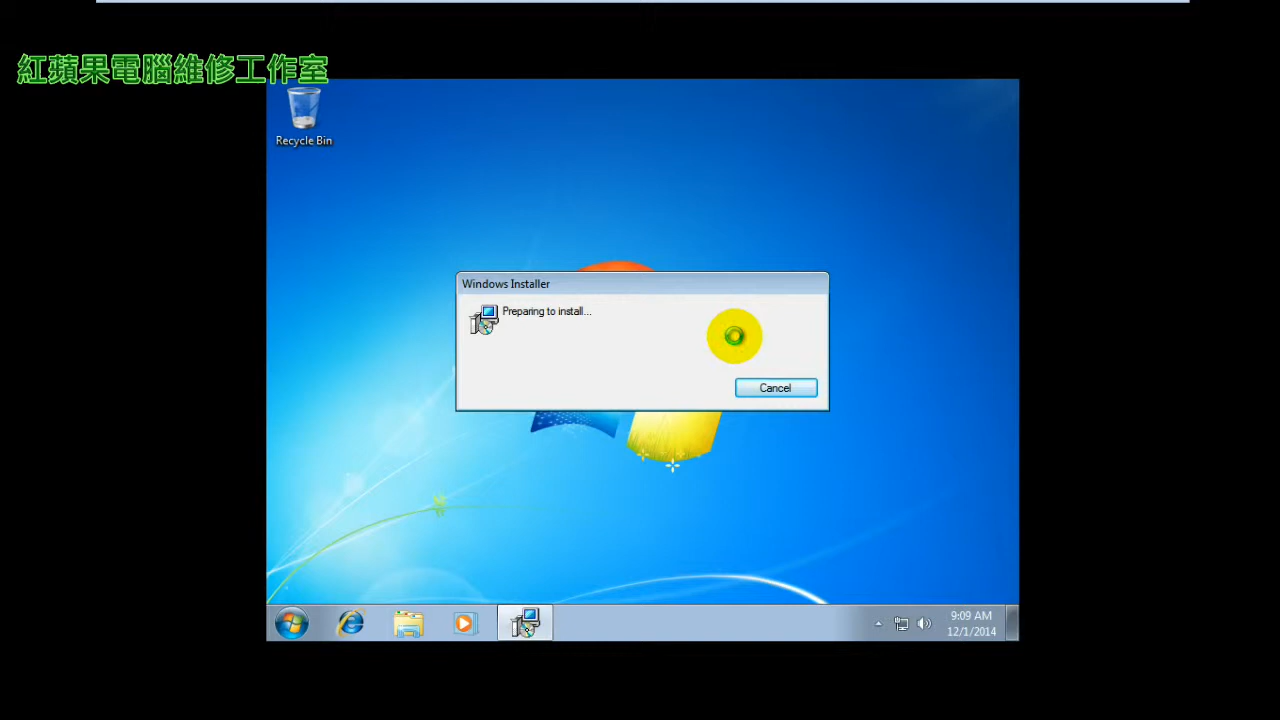 紅蘋果電腦維修工作室
Recycle Bin
Windows Installer
Preparing to install...
Cancel
9:09 AM
12/1/2014